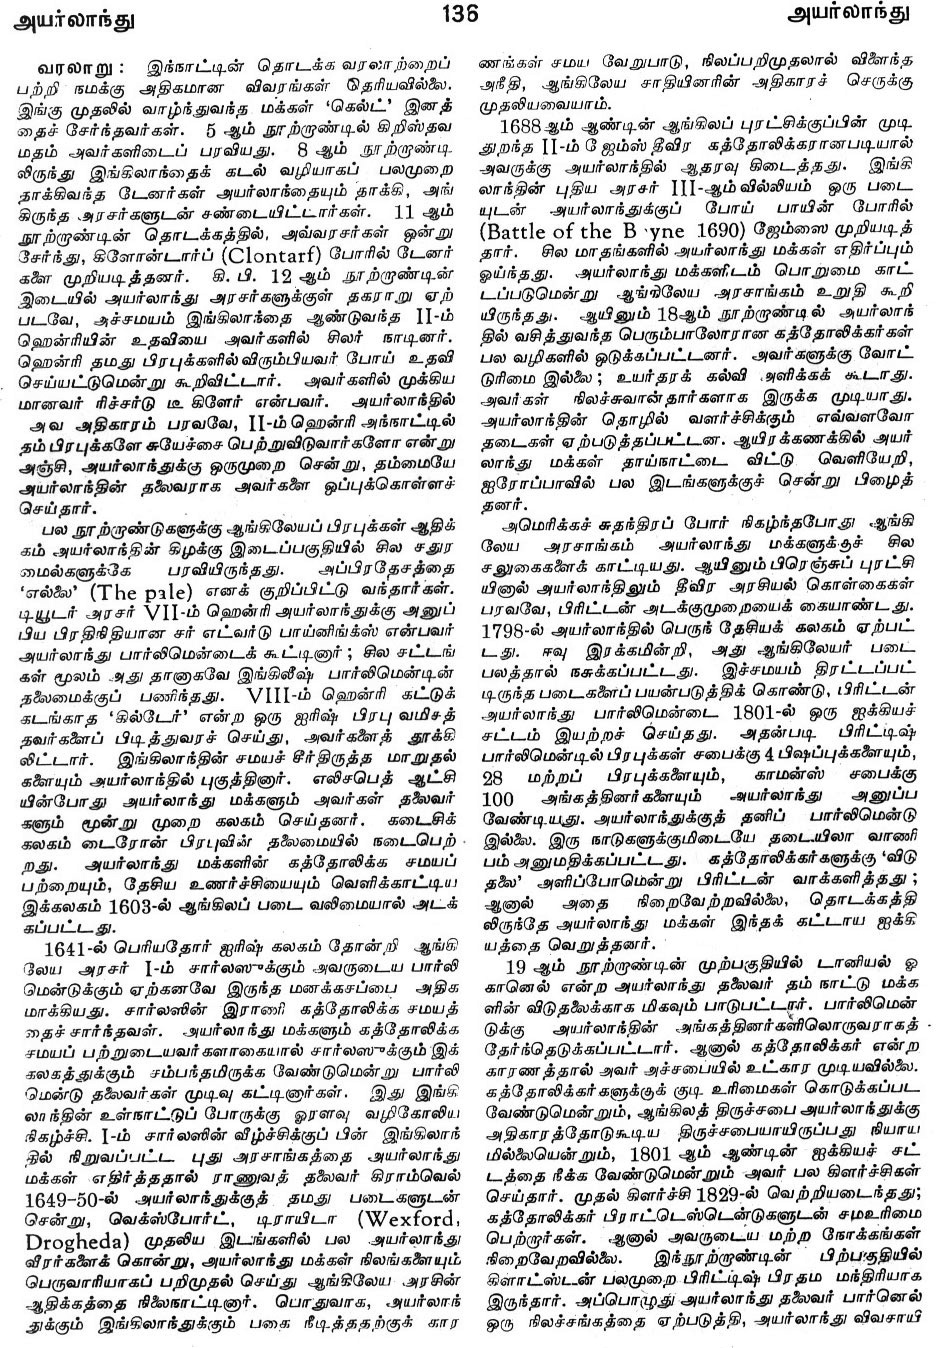 அயர்லாந்து
136
அயர்லாந்து
வரலாறு : இந்நாட்டின் தொடக்க வரலாற்றைப்
பற்றி நமக்கு அதிகமான விவரங்கள் தெரியவில்லை.
இங்கு முதலில் வாழ்ந்துவந்த மக்கள் ‘கெல்ட்’ இனத்
தைச் சேர்ந்தவர்கள். 5 ஆம் நூற்றாண்டில் கிறிஸ்தவ
மதம் அவர்களிடைப் பரவியது. 8 ஆம் நூற்றாண்டி
லிருந்து இங்கிலாந்தைக் கடல் வழியாகப் பலமுறை
தாக்கிவந்த டேனர்கள் அயர்லாந்தையும் தாக்கி, அங்
கிருந்த அரசர்களுடன் சண்டையிட்டார்கள். 11 ஆம்
நூற்றாண்டின் தொடக்கத்தில், அவ்வரசர்கள் ஒன்று
சேர்ந்து, கிளோன்டார்ப் (Clontarf) போரில் டேனர்
களை முறியடித்தனர். கி. பி. 12 ஆம் நூற்றாண்டின்
இடையில் அயர்லாந்து அரசர்களுக்குள் தகராறு ஏற்
படவே, அச்சமயம் இங்கிலாந்தை ஆண்டுவந்த II-ம்
ஹென்ரியின் உதவியை அவர்களில் சிலர் நாடினர்.
ஹென்ரி தமது பிரபுக்களில்விரும்பியவர் போய் உதவி
செய்யட்டுமென்று கூறிவிட்டார். அவர்களில் முக்கிய
மானவர் ரிச்சர்டு டீ கிளேர் என்பவர். அயர்லாந்தில்
அவ அதிகாரம் பரவவே, II-ம் ஹென்ரி அந்நாட்டில்
தம் பிரபுக்களே சுயேச்சை பெற்றுவிடுவார்களோ என்று
அஞ்சி, அயர்லாந்துக்கு ஒருமுறை சென்று, தம்மையே
அயர்லாந்தின் தலைவராக அவர்களை ஒப்புக்கொள்ளச்
செய்தார்.
பல நூற்றாண்டுகளுக்கு ஆங்கிலேயப் பிரபுக்கள் ஆதிக்
கம் அயர்லாந்தின் கிழக்கு இடைப்பகுதியில் சில சதுர
மைல்களுக்கே பரவியிருந்தது. அப்பிரதேசத்தை
‘எல்லை’ (The pale) எனக் குறிப்பிட்டு வந்தார்கள்.
டியூடர் அரசர் VII-ம் ஹென்ரி அயர்லாந்துக்கு அனுப்
பிய பிரதிநிதியான சர் எட்வர்டு பாய்னிங்க்ஸ் என்பவர்
அயர்லாந்து பார்லிமென்டைக் கூட்டினார் ; சில சட்டங்
கள் மூலம் அது தானாகவே இங்கிலீஷ் பார்லிமென்டின்
தலைமைக்குப் பணிந்தது. VIII-ம் ஹென்ரி கட்டுக்
கடங்காத ‘கில்டேர்’ என்ற ஒரு ஐரிஷ் பிரபு வமிசத்
தவர்களைப் பிடித்துவரச் செய்து, அவர்களைத் தூக்கி
லிட்டார். இங்கிலாந்தின் சமயச் சீர்திருத்த மாறுதல்
களையும் அயர்லாந்தில் புகுத்தினார். எலிசபெத் ஆட்சி
யின்போது அயர்லாந்து மக்களும் அவர்கள் தலைவர்
களும் மூன்று முறை கலகம் செய்தனர். கடைசிக்
கலகம் டைரோன் பிரபுவின் தலைமையில் நடைபெற்
றது. அயர்லாந்து மக்களின் கத்தோலிக்க சமயப்
பற்றையும், தேசிய உணர்ச்சியையும் வெளிக்காட்டிய
இக்கலகம் 1603-ல் ஆங்கிலப் படை வலிமையால் அடக்
கப்பட்டது.
1641-ல் பெரியதோர் ஐரிஷ் கலகம் தோன்றி ஆங்கி
லேய அரசர் I-ம் சார்லஸுக்கும் அவருடைய பார்லி
மென்டுக்கும் ஏற்கனவே இருந்த மனக்கசப்பை அதிக
மாக்கியது. சார்லஸின் இராணி கத்தோலிக்க சமயத்
தைச் சார்ந்தவள். அயர்லாந்து மக்களும் கத்தோலிக்க
சமயப் பற்றுடையவர்களாகையால் சார்லஸுக்கும் இக்
கலகத்துக்கும் சம்பந்தமிருக்க வேண்டுமென்று பார்லி
மென்டு தலைவர்கள் முடிவு கட்டினார்கள். இது இங்கி
லாந்தின் உள்நாட்டுப் போருக்கு ஓரளவு வழிகோலிய
நிகழ்ச்சி. I-ம் சார்லஸின் வீழ்ச்சிக்குப் பின் இங்கிலாந்
தில் நிறுவப்பட்ட புது அரசாங்கத்தை அயர்லாந்து
மக்கள் எதிர்த்ததால் ராணுவத் தலைவர் கிராம்வெல்
1649–50-ல் அயர்லாந்துக்குத் தமது படைகளுடன்
சென்று, வெக்ஸ்போர்ட், டிராயிடா (Wexford,
Drogheda) முதலிய இடங்களில் பல அயர்லாந்து
வீரர்களைக் கொன்று, அயர்லாந்து மக்கள் நிலங்களையும்
பெருவாரியாகப் பறிமுதல் செய்து ஆங்கிலேய அரசின்
ஆதிக்கத்தை நிலைநாட்டினார். பொதுவாக, அயர்லாந்
துக்கும் இங்கிலாந்துக்கும் பகை நீடித்ததற்குக் கார
ணங்கள் சமய வேறுபாடு, நிலப்பறிமுதலால் விளைந்த
அநீதி, ஆங்கிலேய சாதியினரின் அதிகாரச் செருக்கு
முதலியவையாம்.
1688ஆம் ஆண்டின் ஆங்கிலப் புரட்சிக்குப்பின் முடி
துறந்த II-ம் ஜேம்ஸ் தீவிர கத்தோலிக்கரானபடியால்
அவருக்கு அயர்லாந்தில் ஆதரவு கிடைத்தது. இங்கி
லாந்தின் புதிய அரசர் III-ஆம் வில்லியம் ஒரு படை
யுடன் அயர்லாந்துக்குப் போய் பாயின் போரில்
(Battle of the B yne 1690) ஜேம்ஸை முறியடித்
தார். சில மாதங்களில் அயர்லாந்து மக்கள் எதிர்ப்பும்
ஓய்ந்தது. அயர்லாந்து மக்களிடம் பொறுமை காட்
டப்படுமென்று ஆங்கிலேய அரசாங்கம் உறுதி கூறி
யிருந்தது. ஆயினும் 18ஆம் நூற்றாண்டில் அயர்லாந்
தில் வசித்துவந்த பெரும்பாலோரான கத்தோலிக்கர்கள்
பல வழிகளில் ஒடுக்கப்பட்டனர். அவர்களுக்கு வோட்
டுரிமை இல்லை ; உயர்தரக் கல்வி அளிக்கக் கூடாது.
அவர்கள் நிலச்சுவான்தார்களாக இருக்க முடியாது.
அயர்லாந்தின் தொழில் வளர்ச்சிக்கும் எவ்வளவோ
தடைகள் ஏற்படுத்தப்பட்டன. ஆயிரக்கணக்கில் அயர்
லாந்து மக்கள் தாய்நாட்டை விட்டு வெளியேறி,
ஐரோப்பாவில் பல இடங்களுக்குச் சென்று பிழைத்
தனர்.
அமெரிக்கச் சுதந்திரப் போர் நிகழ்ந்தபோது ஆங்கி
லேய அரசாங்கம் அயர்லாந்து மக்களுக்குச் சில
சலுகைகளைக் காட்டியது. ஆயினும் பிரெஞ்சுப் புரட்சி
யினால் அயர்லாந்திலும் தீவிர அரசியல் கொள்கைகள்
பரவவே, பிரிட்டன் அடக்குமுறையைக் கையாண்டது.
1798-ல் அயர்லாந்தில் பெருந் தேசியக் கலகம் ஏற்பட்
டது. ஈவு இரக்கமின்றி, அது ஆங்கிலேயர் படை
பலத்தால் நசுக்கப்பட்டது. இச்சமயம் திரட்டப்பட்
டிருந்த படைகளைப் பயன்படுத்திக் கொண்டு, பிரிட்டன்
அயர்லாந்து பார்லிமென்டை 1801-ல் ஒரு ஐக்கியச்
சட்டம் இயற்றச் செய்தது. அதன்படி பிரிட்டிஷ்
பார்லிமென்டில் பிரபுக்கள் சபைக்கு 4 பிஷப்புக்களையும்,
28 மற்றப் பிரபுக்களையும், காமன்ஸ் சபைக்கு
100 அங்கத்தினர்களையும் அயர்லாந்து அனுப்ப
வேண்டியது. அயர்லாந்துக்குத் தனிப் பார்லிமென்டு
இல்லை. இரு நாடுகளுக்குமிடையே தடையிலா வாணி
பம் அனுமதிக்கப்பட்டது. கத்தோலிக்கர்களுக்கு ‘விடு
தலை’ அளிப்போமென்று பிரிட்டன் வாக்களித்தது ;
ஆனால் அதை நிறைவேற்றவில்லை, தொடக்கத்தி
லிருந்தே அயர்லாந்து மக்கள் இந்தக் கட்டாய ஐக்கி
யத்தை வெறுத்தனர்.
19 ஆம் நூற்றாண்டின் முற்பகுதியில் டானியல் ஓ
கானெல் என்ற அயர்லாந்து தலைவர் தம் நாட்டு மக்க
ளின் விடுதலைக்காக மிகவும் பாடுபட்டார். பார்லிமென்
டுக்கு அயர்லாந்தின் அங்கத்தினர்களிலொருவராகத்
தேர்ந்தெடுக்கப்பட்டார். ஆனால் கத்தோலிக்கர் என்ற
காரணத்தால் அவர் அச்சபையில் உட்கார முடியவில்லை.
கத்தோலிக்கர்களுக்குக் குடி உரிமைகள் கொடுக்கப்பட
வேண்டுமென்றும், ஆங்கிலத் திருச்சபை அயர்லாந்துக்கு
அதிகாரத்தோடுகூடிய திருச்சபையாயிருப்பது நியாய
மில்லையென்றும், 1801 ஆம் ஆண்டின் ஐக்கியச் சட்
டத்தை நீக்க வேண்டுமென்றும் அவர் பல கிளர்ச்சிகள்
செய்தார். முதல் கிளர்ச்சி 1829-ல் வெற்றியடைந்தது;
கத்தோலிக்கர் பிராட்டெஸ்டென்டுகளுடன் சமஉரிமை
பெற்றார்கள். ஆனால் அவருடைய மற்ற நோக்கங்கள்
நிறைவேறவில்லை. இந்நூற்றாண்டின் பிற்பகுதியில்
கிளாட்ஸ்டன் பலமுறை பிரிட்டிஷ் பிரதம மந்திரியாக
இருந்தார். அப்பொழுது அயர்லாந்து தலைவர் பார்னெல்
ஒரு நிலச்சங்கத்தை ஏற்படுத்தி, அயர்லாந்து விவசாயி